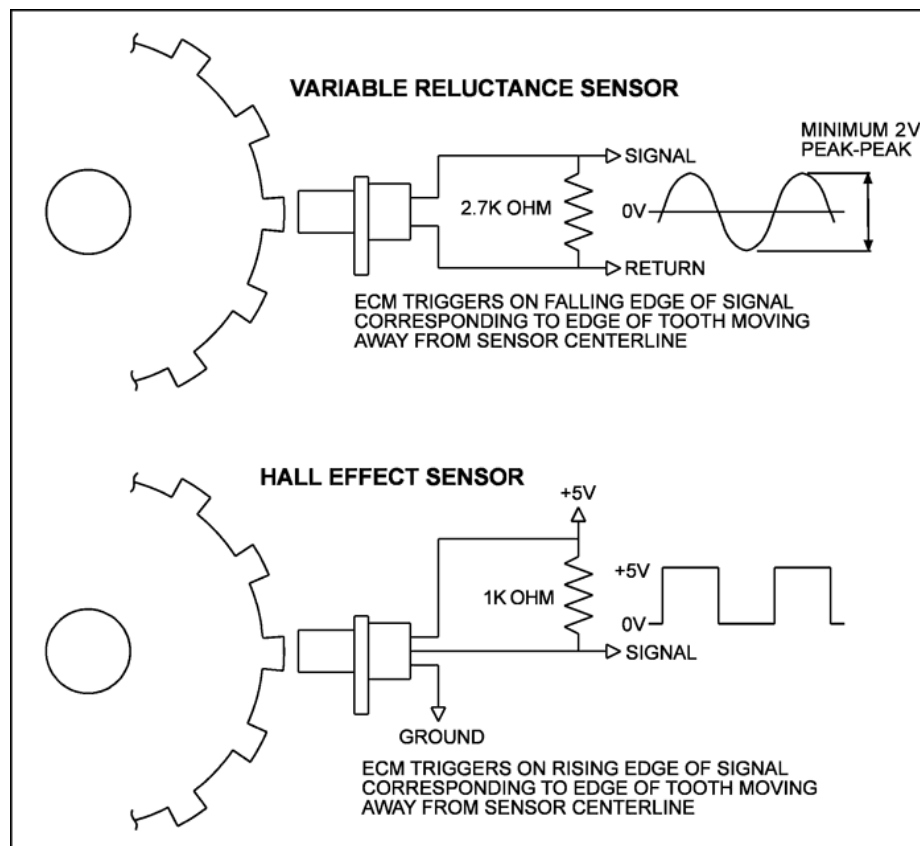 VARIABLE RELUCTANCE SENSOR
MINIMUM 2V
PEAK-PEAK
SIGNAL
2.7K OHM
0V
RETURN
ECM TRIGGERS ON FALLING EDGE OF SIGNAL
CORRESPONDING TO EDGE OF TOOTH MOVING
AWAY FROM SENSOR CENTERLINE
HALL EFFECT SENSOR
+5V
+5V
1K OHM
0V
SIGNAL
GROUND
ECM TRIGGERS ON RISING EDGE OF SIGNAL
CORRESPONDING TO EDGE OF TOOTH MOVING
AWAY FROM SENSOR CENTERLINE